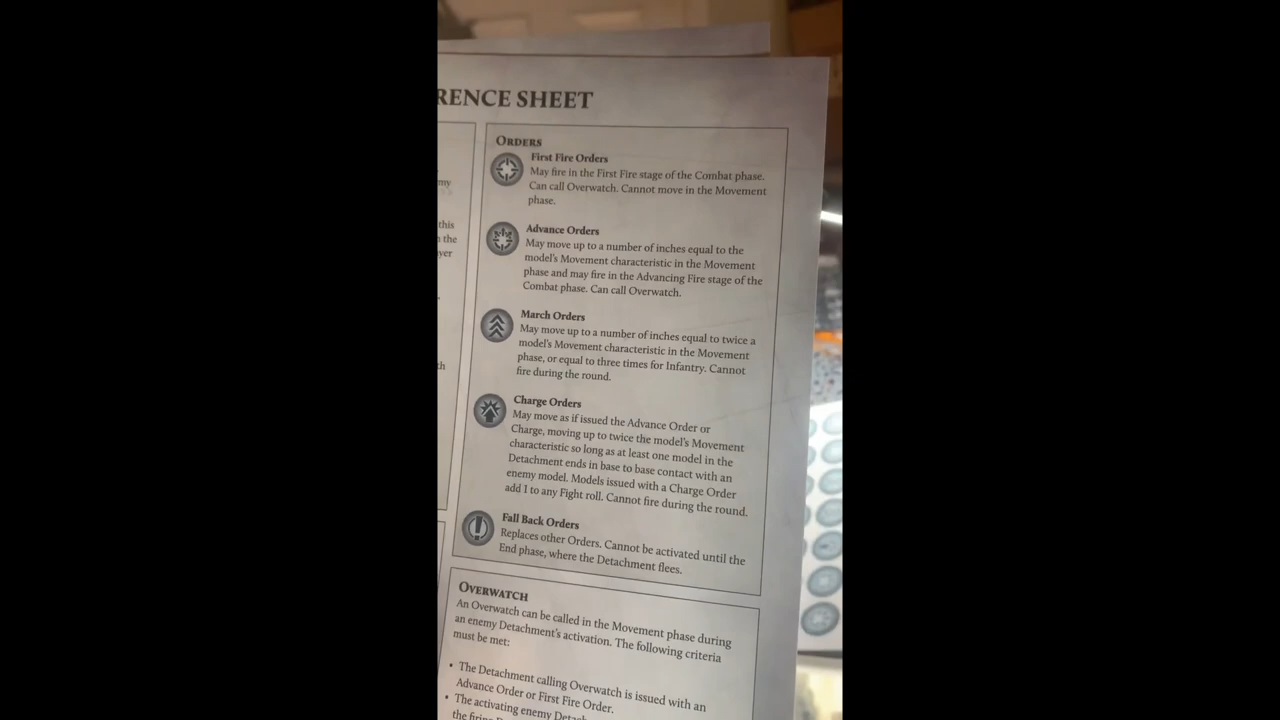 RENCE SHEET
my
this
the
yer
th
ORDERS
First Fire Orders
May fire in the First Fire stage of the Combat phase.
Can call Overwatch. Cannot move in the Movement
phase.
Advance Orders
May move up to a number of inches equal to the
model's Movement characteristic in the Movement
phase and may fire in the Advancing Fire stage of the
Combat phase. Can call Overwatch.
March Orders
May move up to a number of inches equal to twice a
model's Movement characteristic in the Movement
phase, or equal to three times for Infantry. Cannot
fire during the round.
Charge Orders
May move as if issued the Advance Order or
Charge, moving up to twice the model's Movement
characteristic so long as at least one model in the
Detachment ends in base to base contact with an
enemy model. Models issued with a Charge Order
add 1 to any Fight roll. Cannot fire during the round.
Fall Back Orders
Replaces other Orders. Cannot be activated until the
End phase, where the Detachment flees.
OVERWATCH
An Overwatch can be called in the Movement phase during
an enemy Detachment's activation. The following criteria
must be met:
• The Detachment calling Overwatch is issued with an
Advance Order or First Fire Order.
• The activating enemy Detach
the firing